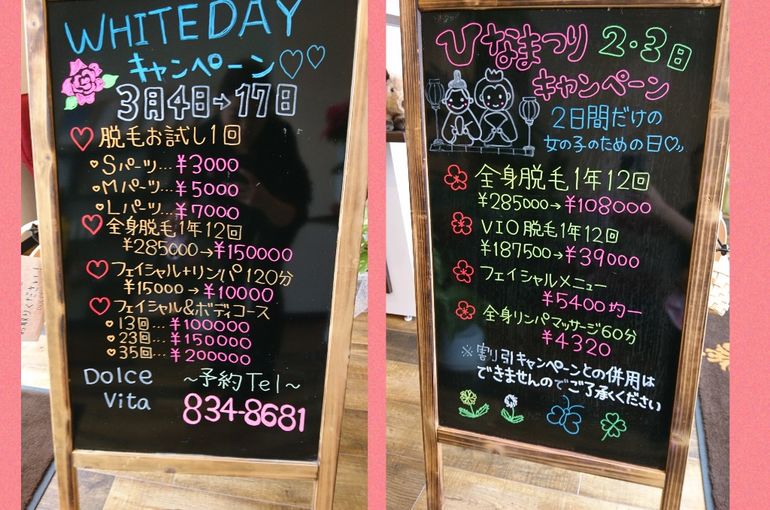 WHITEDAY
キャンペーン♡♡
3月4日→17日
♡脱毛お試し1回
♥Sパーツ…¥3000
♥Mパーツ…¥5000
♥Lパーツ…¥7000
♡全身脱毛1年12回
¥285000→¥150000
♡フェイシャル+リンパ120分
¥15000→¥10000
♡フェイシャル&ボディコース
♥13回…¥100000
♥23回…¥150000
♥35回…¥200000
Dolce Vita
～予約Tel～
834-8681
ひなまつり 2・3日
キャンペーン
2日間だけの
女の子のための日♡〃
全身脱毛1年12回
¥285000→¥108000
VIO脱毛1年12回
¥187500→¥39000
フェイシャルメニュー
¥5400均一
全身リンパマッサージ60分
¥4320
※割引キャンペーンとの併用は
できませんのでご了承ください